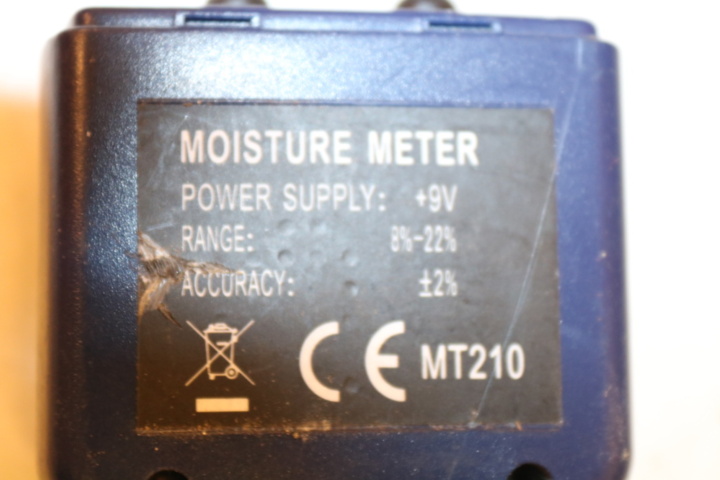 MOISTURE METER
POWER SUPPLY: +9V
RANGE: 8%-22%
ACCURACY: ±2%
CE MT210